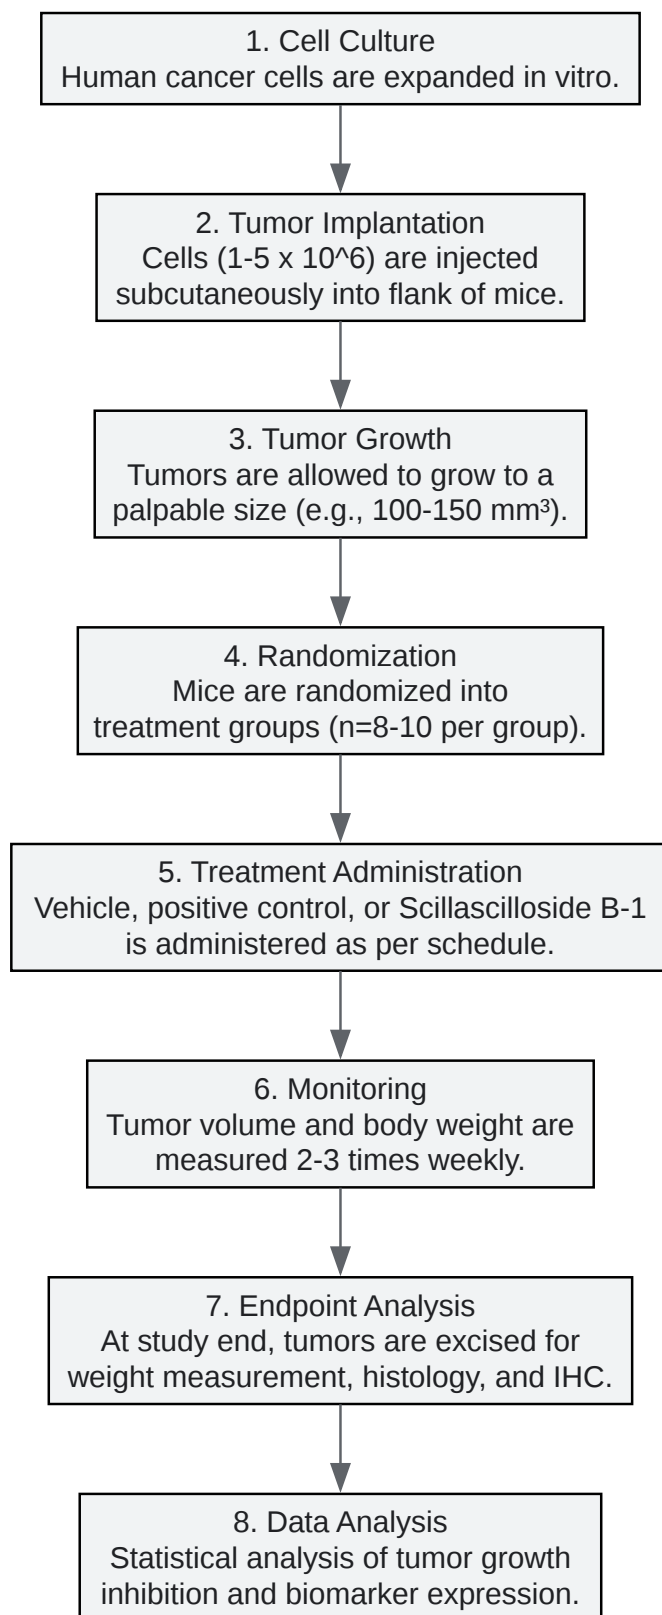 1. Cell Culture
Human cancer cells are expanded in vitro.
2. Tumor Implantation
Cells (1-5 x 10^6) are injected
subcutaneously into flank of mice.
3. Tumor Growth
Tumors are allowed to grow to a
palpable size (e.g., 100-150 mm³).
4. Randomization
Mice are randomized into
treatment groups (n=8-10 per group).
5. Treatment Administration
Vehicle, positive control, or Scillascilloside B-1
is administered as per schedule.
6. Monitoring
Tumor volume and body weight are
measured 2-3 times weekly.
7. Endpoint Analysis
At study end, tumors are excised for
weight measurement, histology, and IHC.
8. Data Analysis
Statistical analysis of tumor growth
inhibition and biomarker expression.